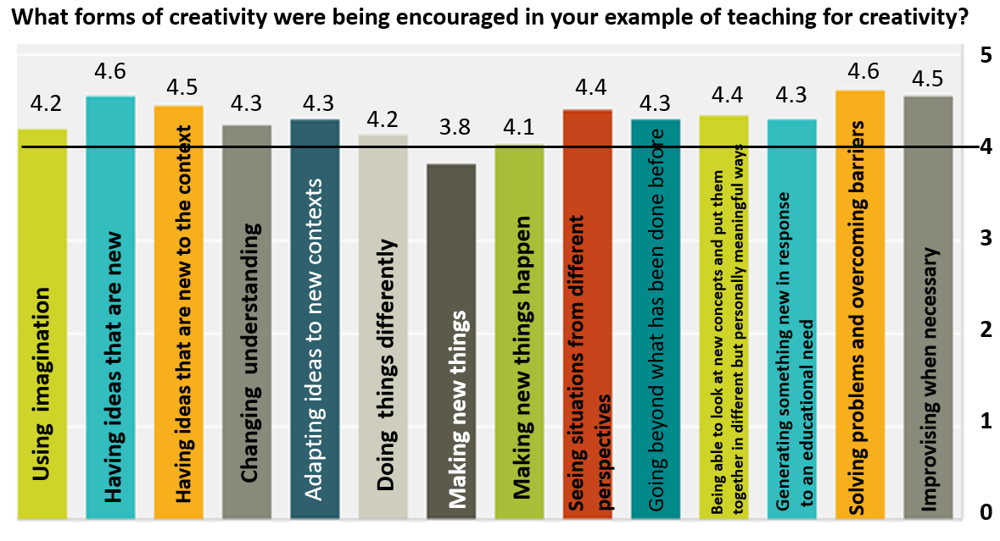 What forms of creativity were being encouraged in your example of teaching for creativity?
4.2
4.6
4.5
4.3
4.3
4.2
3.8
4.1
4.4
4.3
4.4
4.3
4.6
4.5
5
4
3
2
1
0
Using imagination
Having ideas that are new
Having ideas that are new to the context
Changing understanding
Adapting ideas to new contexts
Doing things differently
Making new things
Making new things happen
Seeing situations from different
perspectives
Going beyond what has been done before
Being able to look at new concepts and put them
together in different but personally meaningful ways
Generating something new in response
to an educational need
Solving problems and overcoming barriers
Improvising when necessary